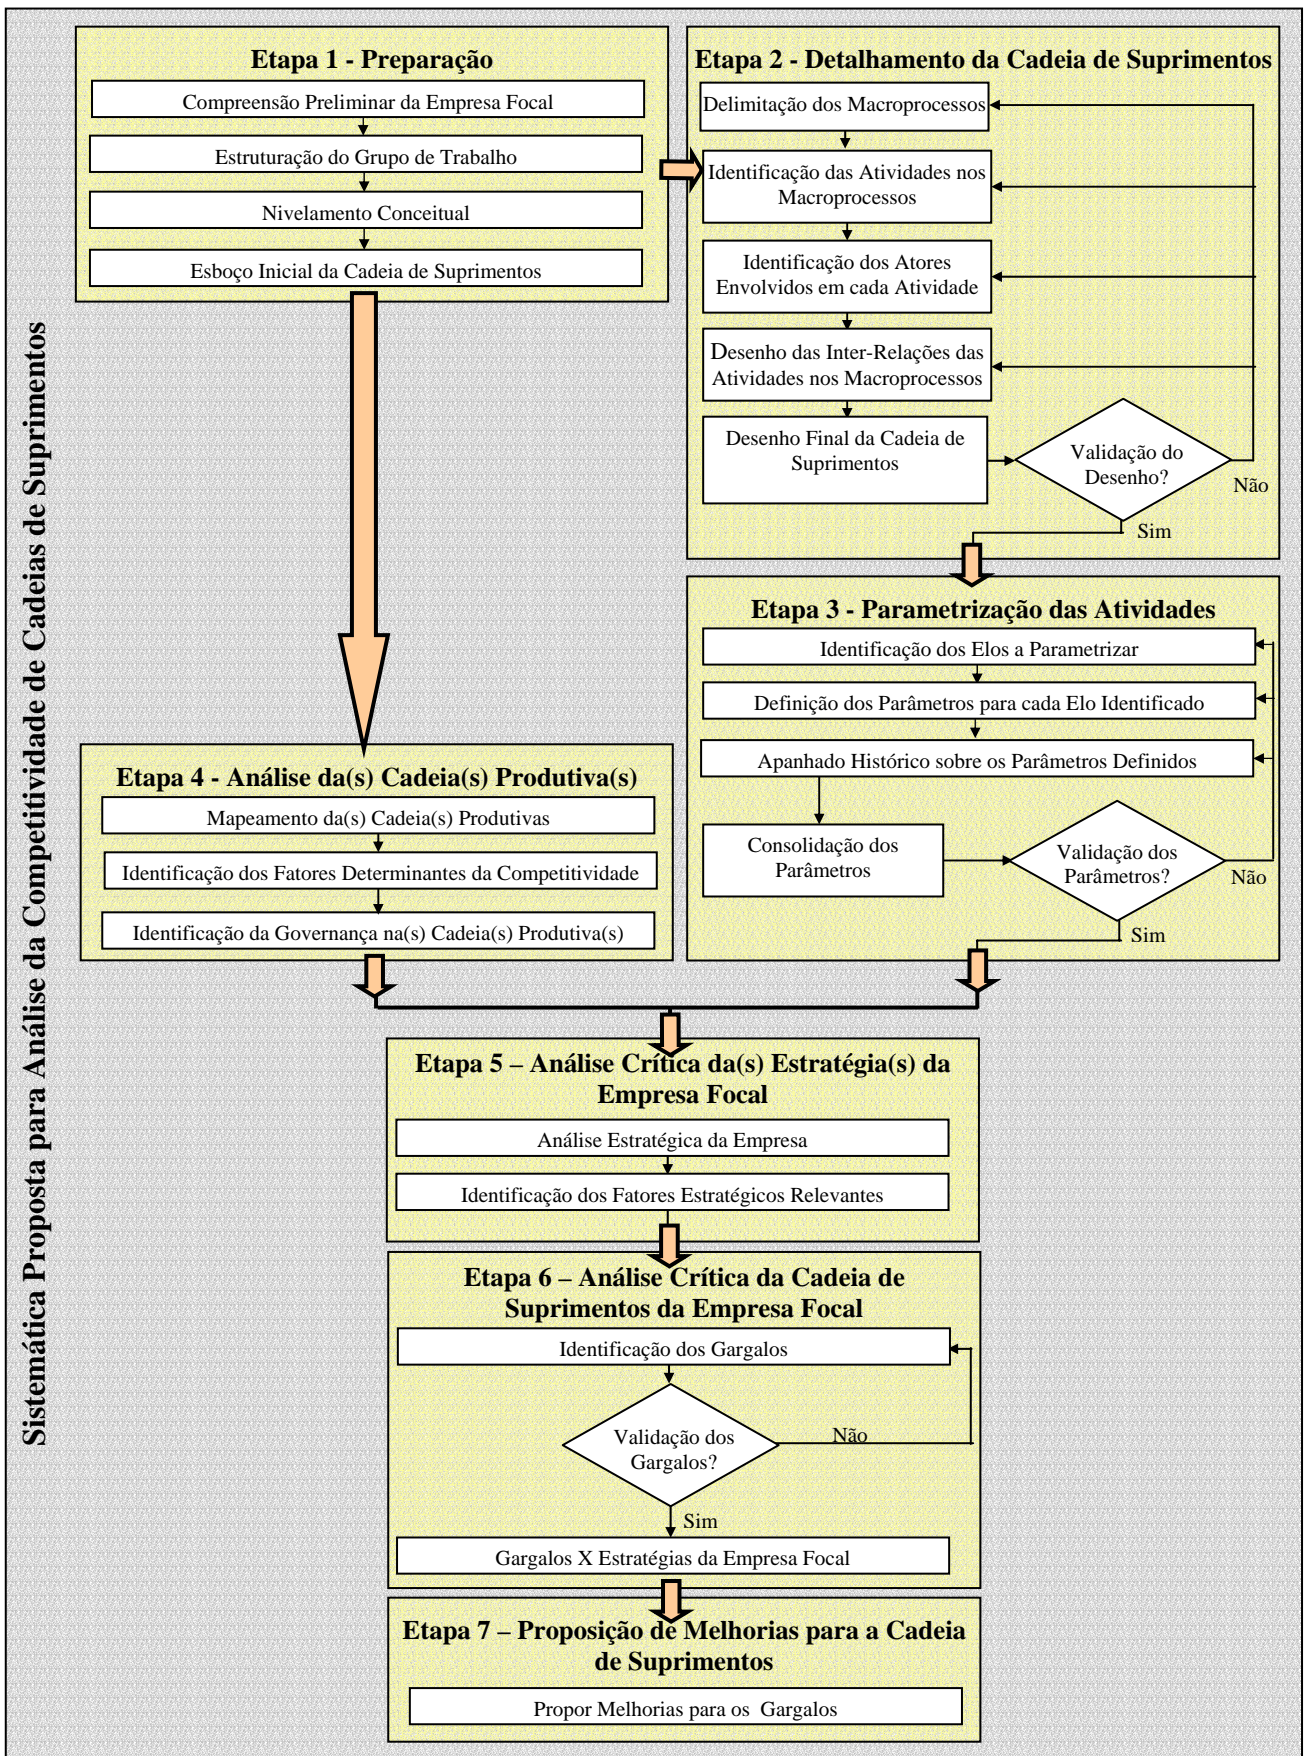 Sistemática Proposta para Análise da Competitividade de Cadeias de Suprimentos
Etapa 1 - Preparação
Compreensão Preliminar da Empresa Focal
Estruturação do Grupo de Trabalho
Nivelamento Conceitual
Esboço Inicial da Cadeia de Suprimentos
Etapa 2 - Detalhamento da Cadeia de Suprimentos
Delimitação dos Macroprocessos
Identificação das Atividades nos
Macroprocessos
Identificação dos Atores
Envolvidos em cada Atividade
Desenho das Inter-Relações das
Atividades nos Macroprocessos
Desenho Final da Cadeia de
Suprimentos
Validação do
Desenho?
Não
Sim
Etapa 3 - Parametrização das Atividades
Identificação dos Elos a Parametrizar
Definição dos Parâmetros para cada Elo Identificado
Apanhado Histórico sobre os Parâmetros Definidos
Consolidação dos
Parâmetros
Validação dos
Parâmetros?
Não
Sim
Etapa 4 - Análise da(s) Cadeia(s) Produtiva(s)
Mapeamento da(s) Cadeia(s) Produtivas
Identificação dos Fatores Determinantes da Competitividade
Identificação da Governança na(s) Cadeia(s) Produtiva(s)
Etapa 5 – Análise Crítica da(s) Estratégia(s) da
Empresa Focal
Análise Estratégica da Empresa
Identificação dos Fatores Estratégicos Relevantes
Etapa 6 – Análise Crítica da Cadeia de
Suprimentos da Empresa Focal
Identificação dos Gargalos
Validação dos
Gargalos?
Não
Sim
Gargalos X Estratégias da Empresa Focal
Etapa 7 – Proposição de Melhorias para a Cadeia
de Suprimentos
Propor Melhorias para os Gargalos